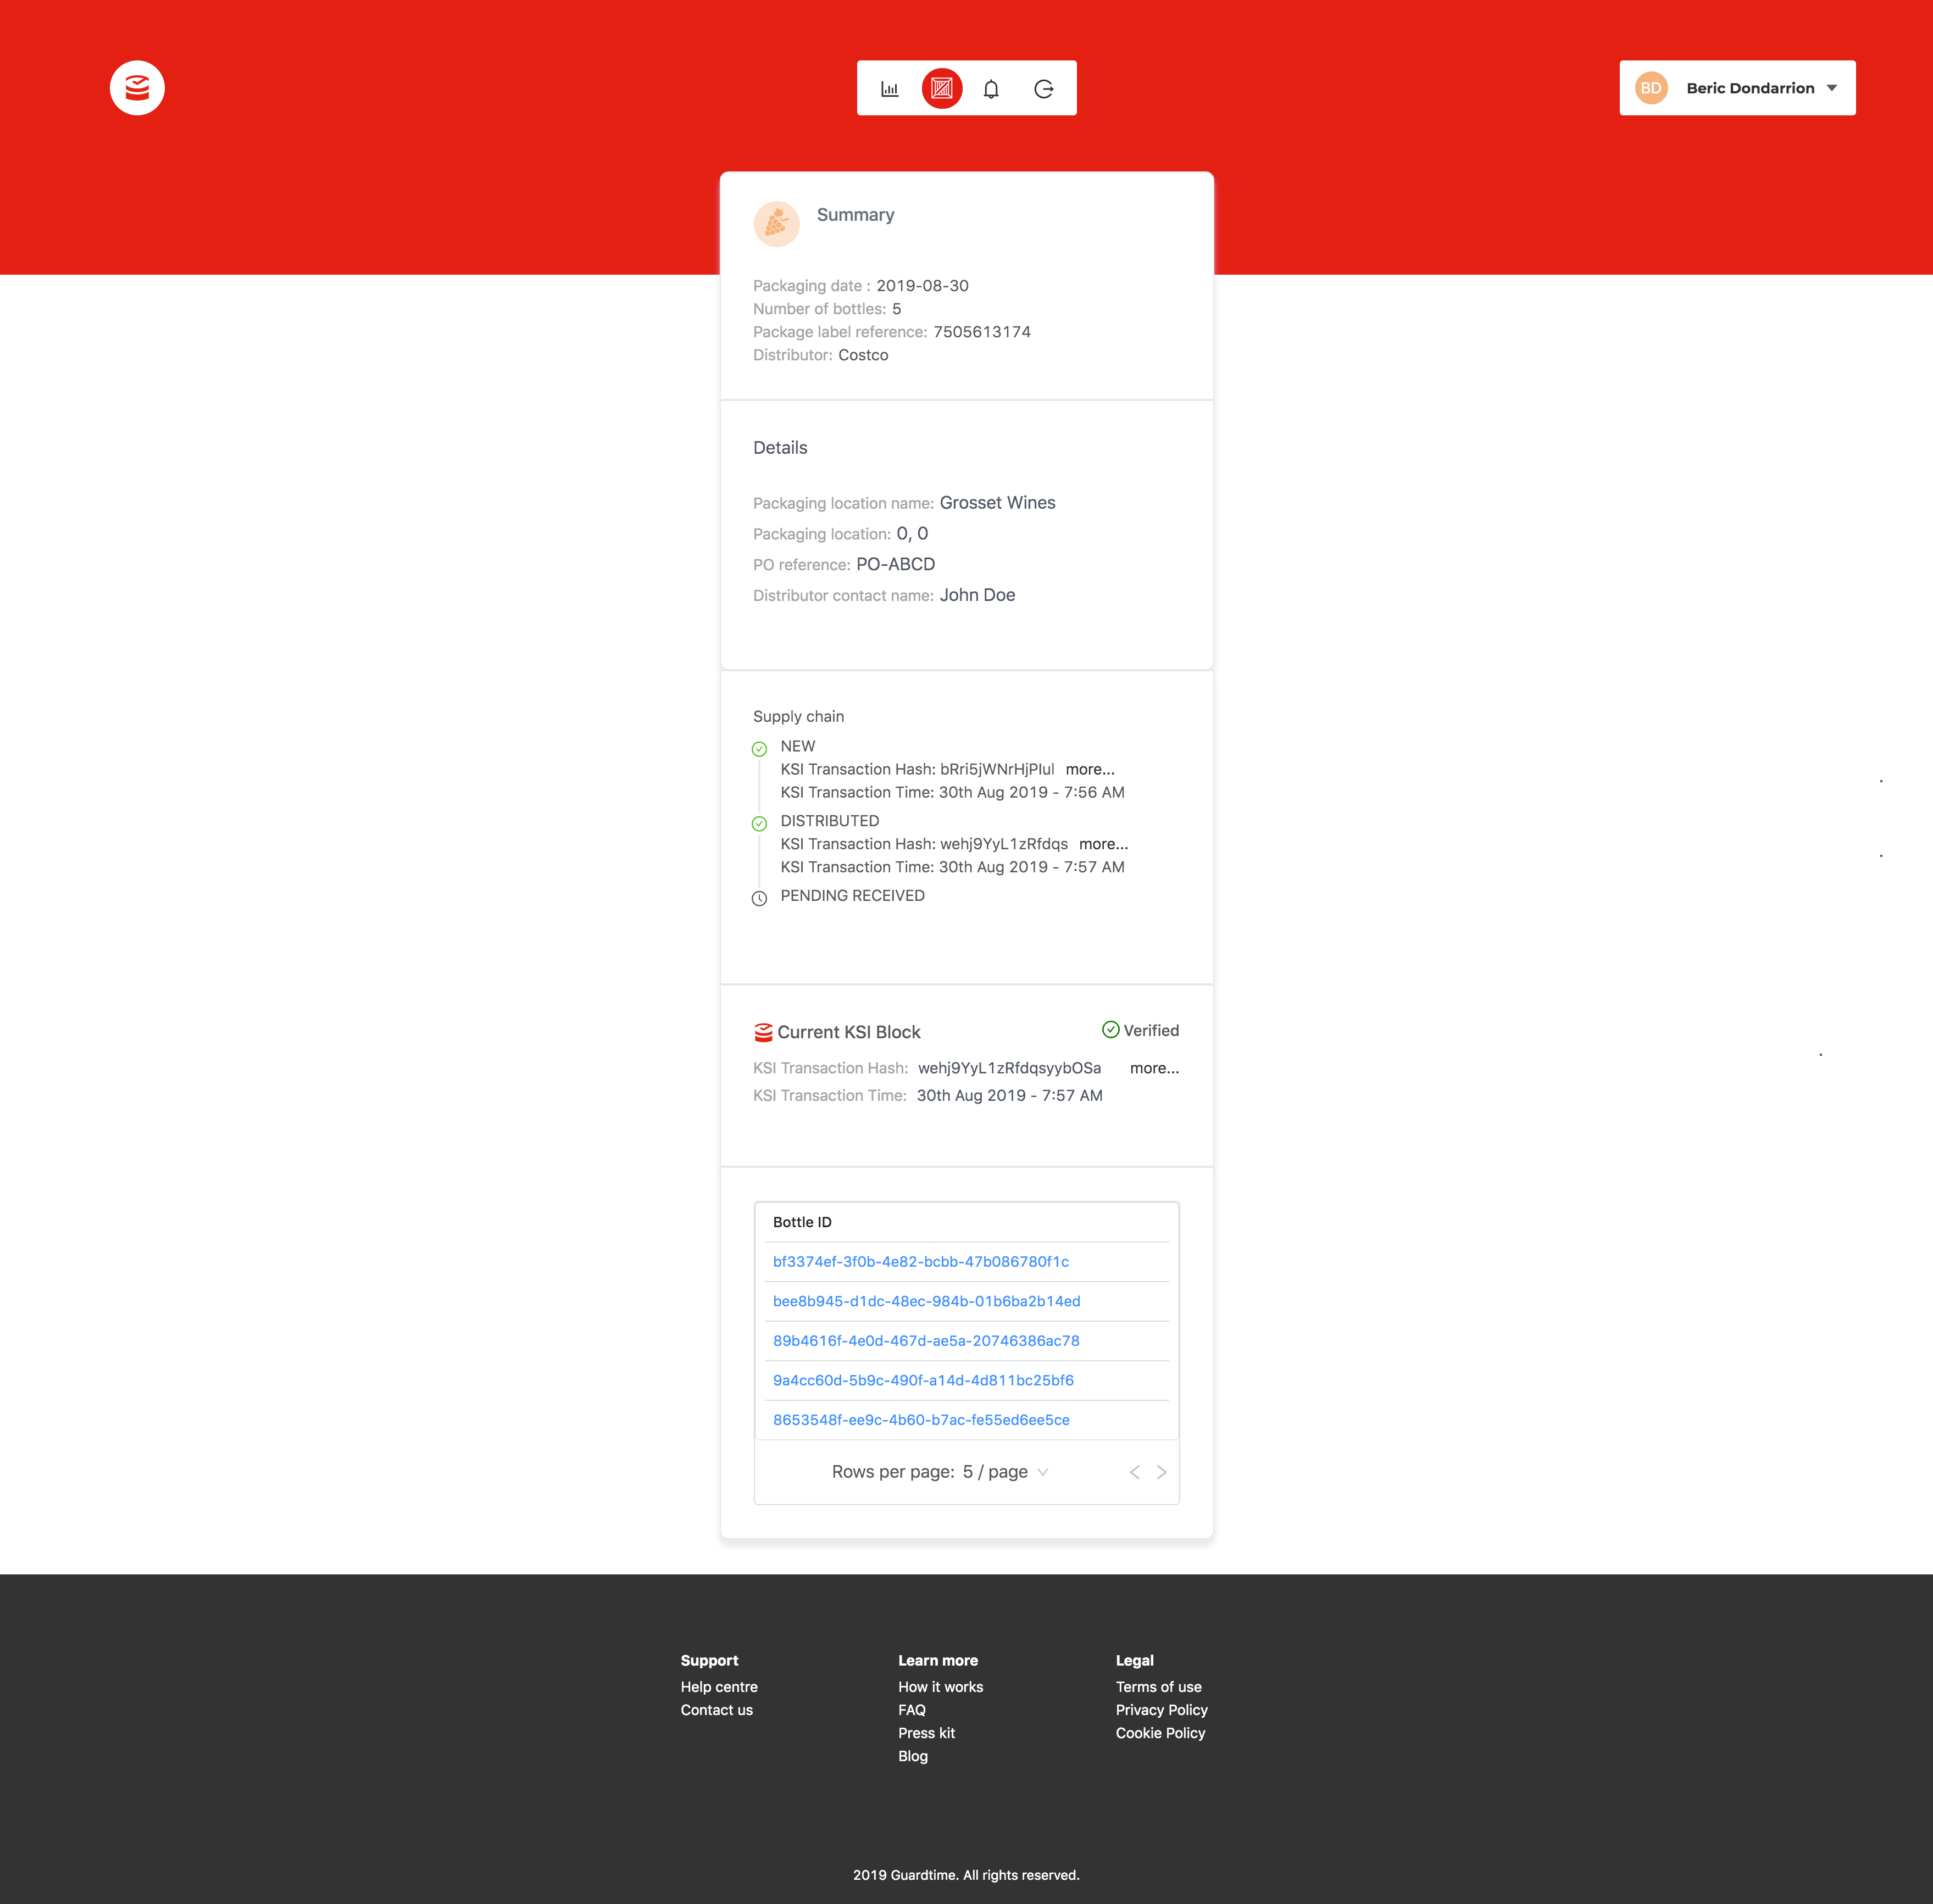 BD Beric Dondarrion
Summary
Packaging date : 2019-08-30
Number of bottles: 5
Package label reference: 7505613174
Distributor: Costco
Details
Packaging location name: Grosset Wines
Packaging location: 0, 0
PO reference: PO-ABCD
Distributor contact name: John Doe
Supply chain
NEW
KSI Transaction Hash: bRri5jWNrHjPIul more...
KSI Transaction Time: 30th Aug 2019 - 7:56 AM
DISTRIBUTED
KSI Transaction Hash: wehj9YyL1zRfdqs more...
KSI Transaction Time: 30th Aug 2019 - 7:57 AM
PENDING RECEIVED
Current KSI Block Verified
KSI Transaction Hash: wehj9YyL1zRfdqsyybOSa more...
KSI Transaction Time: 30th Aug 2019 - 7:57 AM
Bottle ID
bf3374ef-3f0b-4e82-bcbb-47b086780f1c
bee8b945-d1dc-48ec-984b-01b6ba2b14ed
89b4616f-4e0d-467d-ae5a-20746386ac78
9a4cc60d-5b9c-490f-a14d-4d811bc25bf6
8653548f-ee9c-4b60-b7ac-fe55ed6ee5ce
Rows per page: 5 / page
Support
Help centre
Contact us
Learn more
How it works
FAQ
Press kit
Blog
Legal
Terms of use
Privacy Policy
Cookie Policy
2019 Guardtime. All rights reserved.